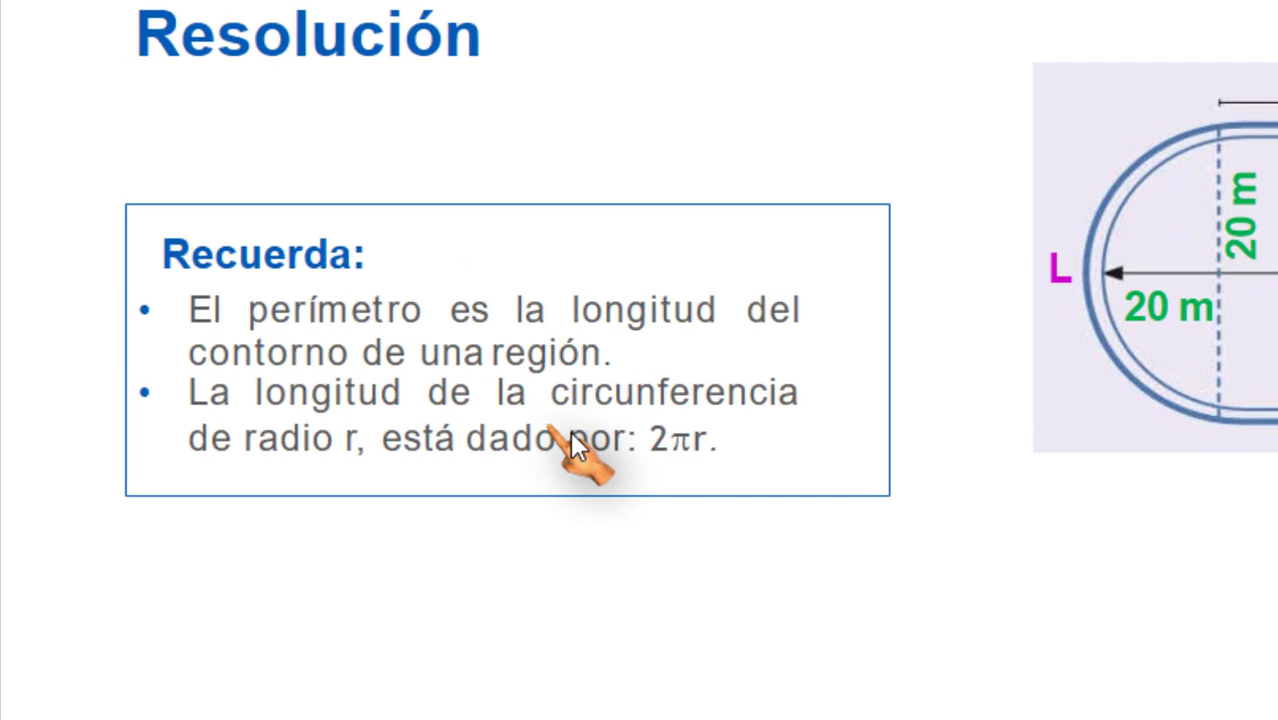 Resolución
Recuerda:
• El perímetro es la longitud del
contorno de una región.
• La longitud de la circunferencia
de radio r, está dado por: 2πr.
L
20 m
20 m